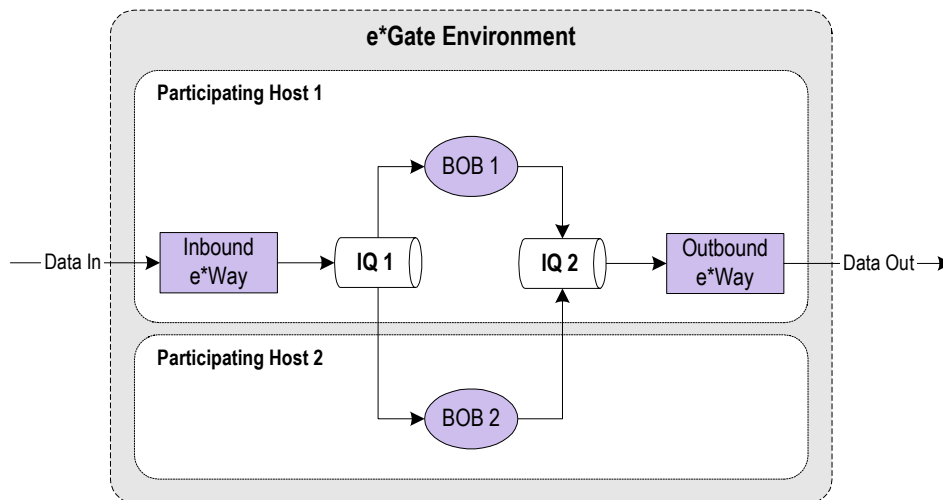 e*Gate Environment
Participating Host 1
BOB 1
Data In
Inbound
e*Way
IQ 1
IQ 2
Outbound
e*Way
Data Out
Participating Host 2
BOB 2